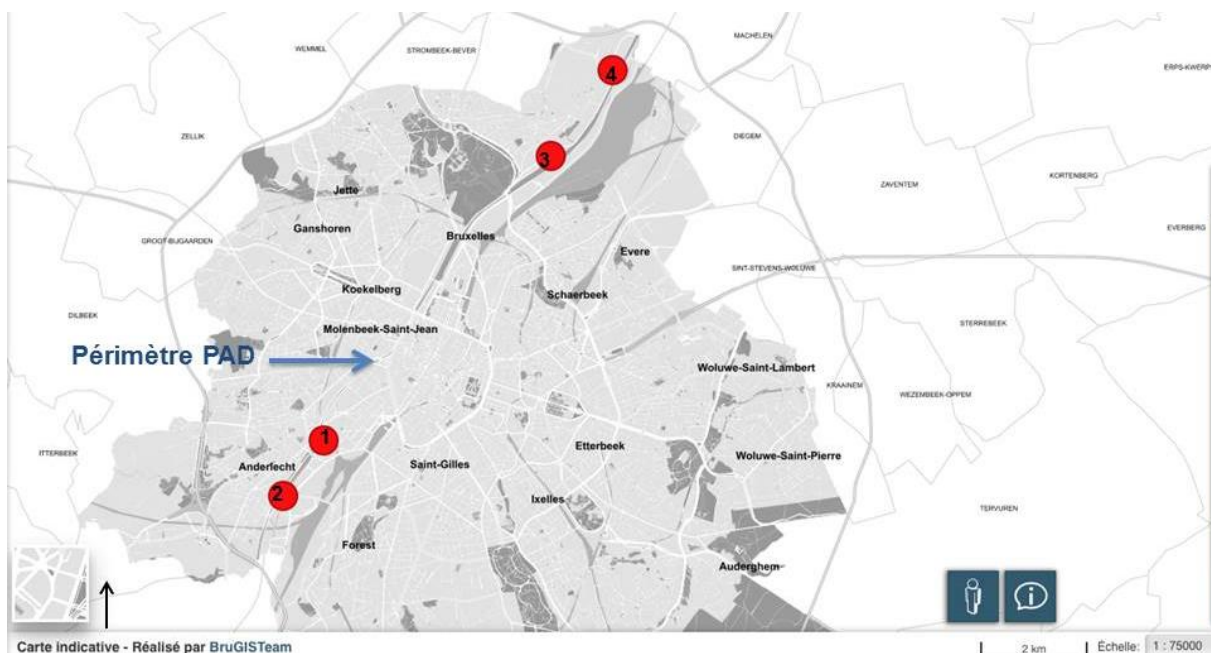 WEMMEL
STROMBEEK-BEVER
MACHELEN
ERPS-KWERPS
4
ZELLIK
DIEGEM
3
ZAVENTEM
KORTENBERG
Jette
Ganshoren
Bruxelles
EVERBERG
GROOT-BIJGAARDEN
Evere
SINT-STEVENS-WOLUWE
Koekelberg
Schaerbeek
DILBEEK
Molenbeek-Saint-Jean
STERREBEEK
Périmètre PAD
Woluwe-Saint-Lambert
KRAAINEM
WEZEMBEEK-OPPEM
1
ITTERBEEK
Etterbeek
Anderlecht
Saint-Gilles
Woluwe-Saint-Pierre
2
Ixelles
TERVUREN
Forest
Auderghem
Carte indicative - Réalisé par BruGISTeam
2 km
Échelle: 1 : 75000